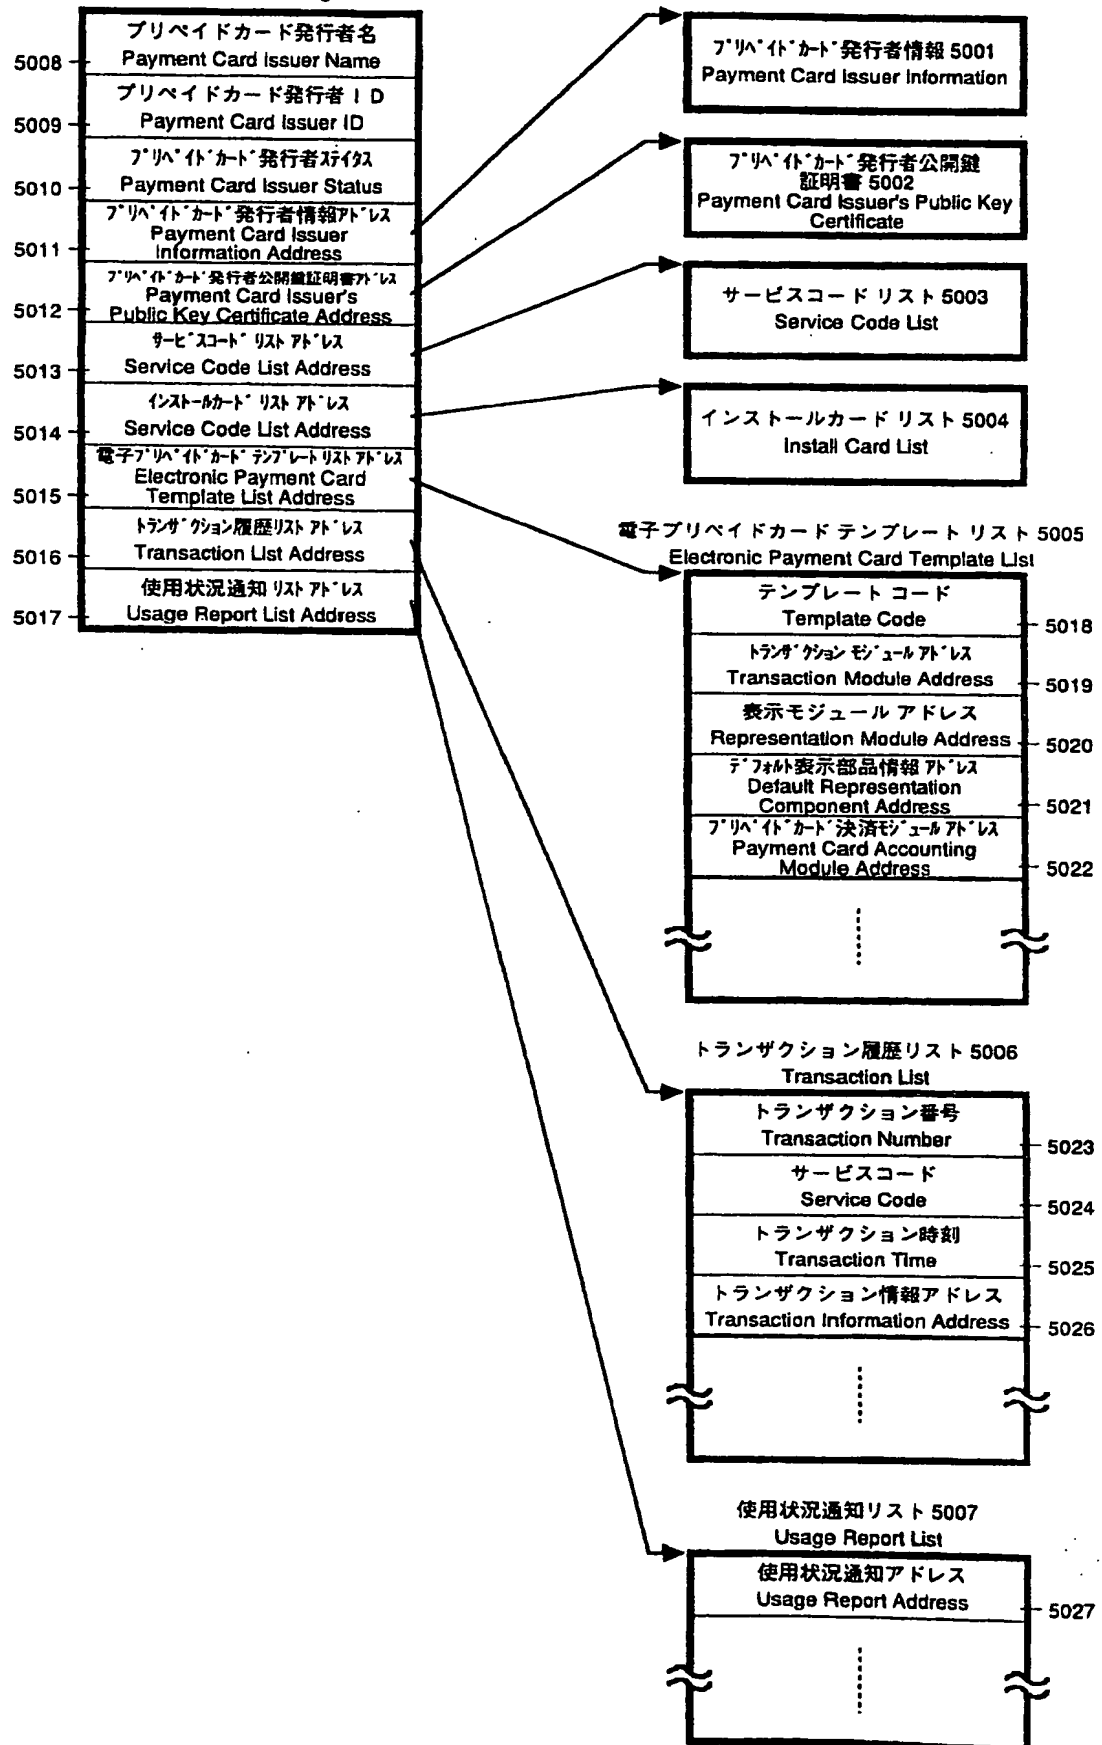 プリペイドカード発行者名
Payment Card Issuer Name
5008
プリペイドカード発行者 I D
Payment Card Issuer ID
5009
プリペイドカード発行者ステイタス
Payment Card Issuer Status
5010
プリペイドカード発行者情報アドレス
Payment Card Issuer
Information Address
5011
プリペイドカード発行者公開鍵証明書アドレス
Payment Card Issuer's
Public Key Certificate Address
5012
サービスコード リスト アドレス
Service Code List Address
5013
インストールカード リスト アドレス
Service Code List Address
5014
電子プリペイドカード テンプレート リスト アドレス
Electronic Payment Card
Template List Address
5015
トランザクション履歴リスト アドレス
Transaction List Address
5016
使用状況通知 リスト アドレス
Usage Report List Address
5017
プリペイドカード発行者情報 5001
Payment Card Issuer Information
プリペイドカード発行者公開鍵
証明書 5002
Payment Card Issuer's Public Key
Certificate
サービスコード リスト 5003
Service Code List
インストールカード リスト 5004
Install Card List
電子プリペイドカード テンプレート リスト 5005
Electronic Payment Card Template List
テンプレート コード
Template Code
5018
トランザクション モジュール アドレス
Transaction Module Address
5019
表示モジュール アドレス
Representation Module Address
5020
デフォルト表示部品情報 アドレス
Default Representation
Component Address
5021
プリペイドカード決済モジュール アドレス
Payment Card Accounting
Module Address
5022
トランザクション履歴リスト 5006
Transaction List
トランザクション番号
Transaction Number
5023
サービスコード
Service Code
5024
トランザクション時刻
Transaction Time
5025
トランザクション情報アドレス
Transaction Information Address
5026
使用状況通知リスト 5007
Usage Report List
使用状況通知アドレス
Usage Report Address
5027